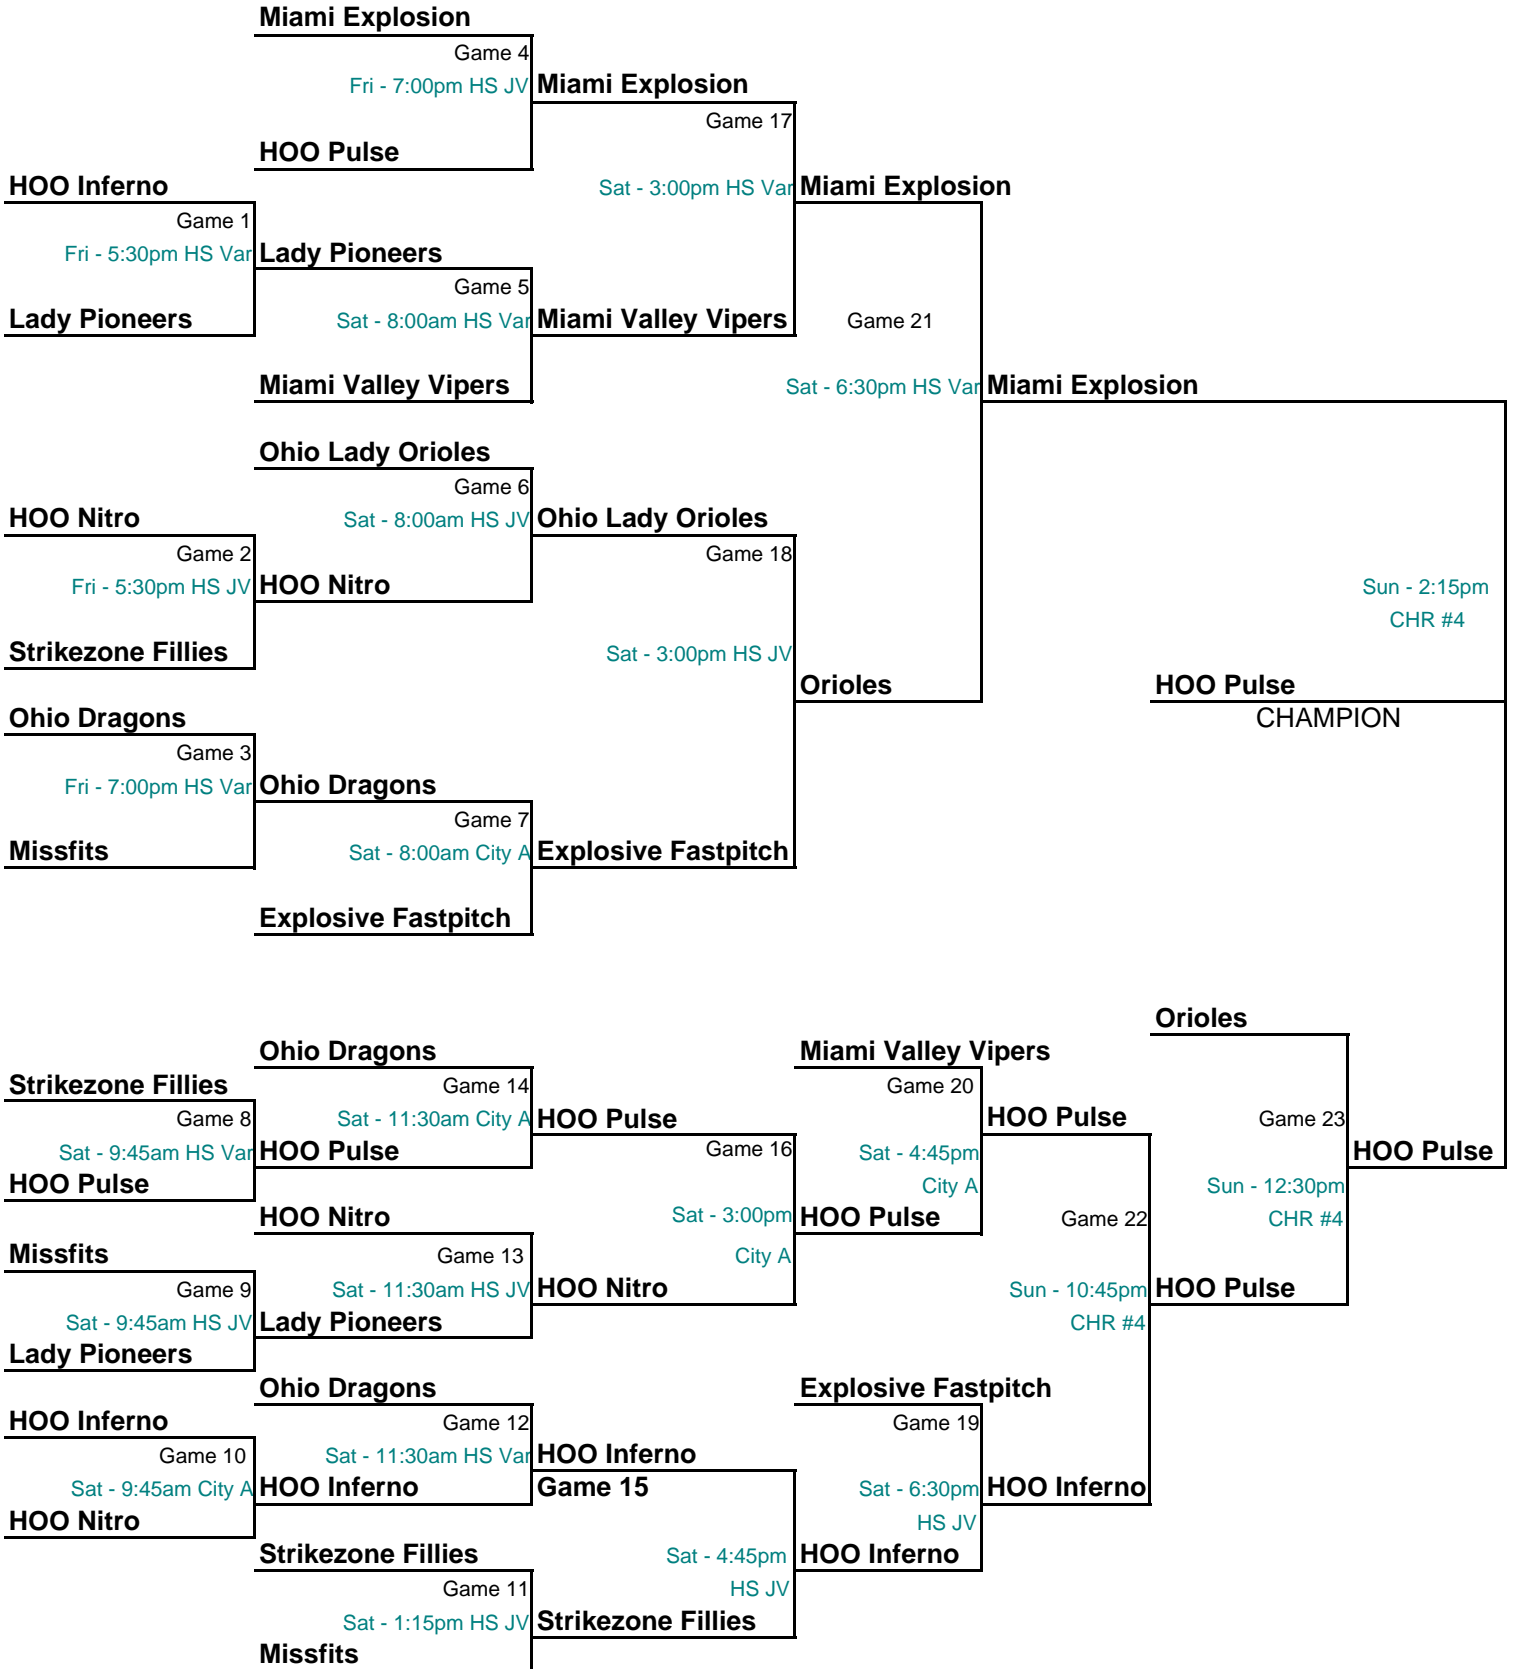 Miami Explosion
Game 4
Fri - 7:00pm HS JV
Miami Explosion
Game 17
HOO Pulse
HOO Inferno
Sat - 3:00pm HS Var
Miami Explosion
Game 1
Fri - 5:30pm HS Var
Lady Pioneers
Game 5
Lady Pioneers
Sat - 8:00am HS Var
Miami Valley Vipers
Game 21
Miami Valley Vipers
Sat - 6:30pm HS Var
Miami Explosion
Ohio Lady Orioles
Game 6
HOO Nitro
Sat - 8:00am HS JV
Ohio Lady Orioles
Game 2
Game 18
Fri - 5:30pm HS JV
HOO Nitro
Sun - 2:15pm
CHR #4
Strikezone Fillies
Sat - 3:00pm HS JV
Orioles
HOO Pulse
Ohio Dragons
CHAMPION
Game 3
Fri - 7:00pm HS Var
Ohio Dragons
Game 7
Missfits
Sat - 8:00am City A
Explosive Fastpitch
Explosive Fastpitch
Orioles
Ohio Dragons
Miami Valley Vipers
Strikezone Fillies
Game 14
Game 20
Game 8
Sat - 11:30am City A
HOO Pulse
HOO Pulse
Game 23
Sat - 9:45am HS Var
HOO Pulse
Game 16
Sat - 4:45pm
HOO Pulse
HOO Pulse
City A
Sun - 12:30pm
HOO Nitro
Sat - 3:00pm
HOO Pulse
Game 22
CHR #4
Missfits
Game 13
City A
Game 9
Sat - 11:30am HS JV
HOO Nitro
Sun - 10:45pm
HOO Pulse
Sat - 9:45am HS JV
Lady Pioneers
CHR #4
Lady Pioneers
Ohio Dragons
Explosive Fastpitch
HOO Inferno
Game 12
Game 19
Game 10
Sat - 11:30am HS Var
HOO Inferno
Sat - 9:45am City A
HOO Inferno
Game 15
Sat - 6:30pm
HOO Inferno
HOO Nitro
HS JV
Strikezone Fillies
Sat - 4:45pm
HOO Inferno
Game 11
HS JV
Sat - 1:15pm HS JV
Strikezone Fillies
Missfits